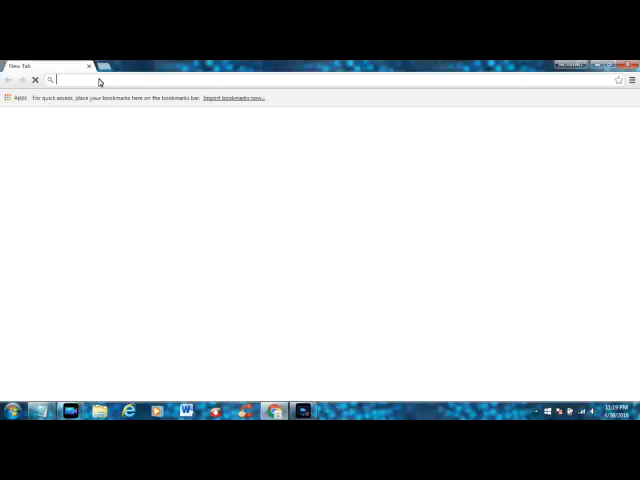 New Tab
Apps For quick access, place your bookmarks here on the bookmarks bar. Import bookmarks now...
11:19 PM